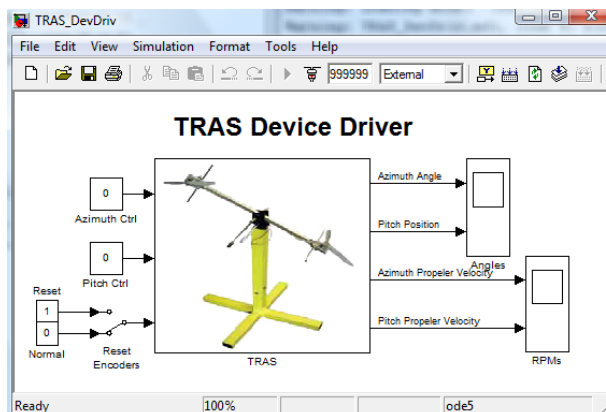 TRAS_DevDriv
File Edit View Simulation Format Tools Help
999999 External
TRAS Device Driver
0
Azimuth Ctrl
0
Pitch Ctrl
Reset
1
0
Normal
Reset
Encoders
TRAS
Azimuth Angle
Pitch Position
Angles
Azimuth Propeler Velocity
Pitch Propeler Velocity
RPMs
Ready 100% ode5